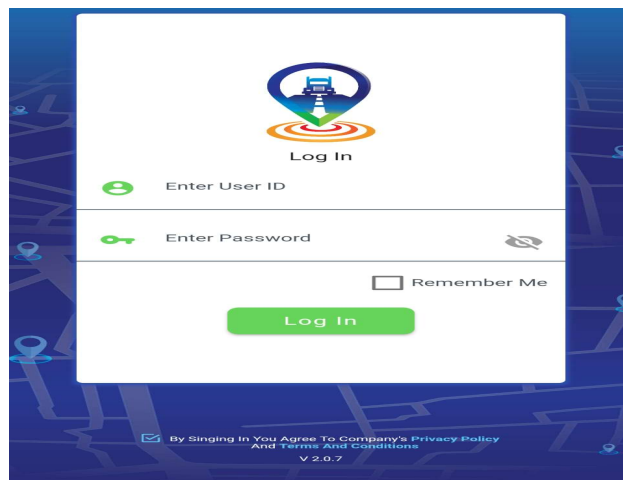 Log In
Enter User ID
Enter Password
Remember Me
Log In
By Singing In You Agree To Company's Privacy Policy
And Terms And Conditions
V 2.0.7